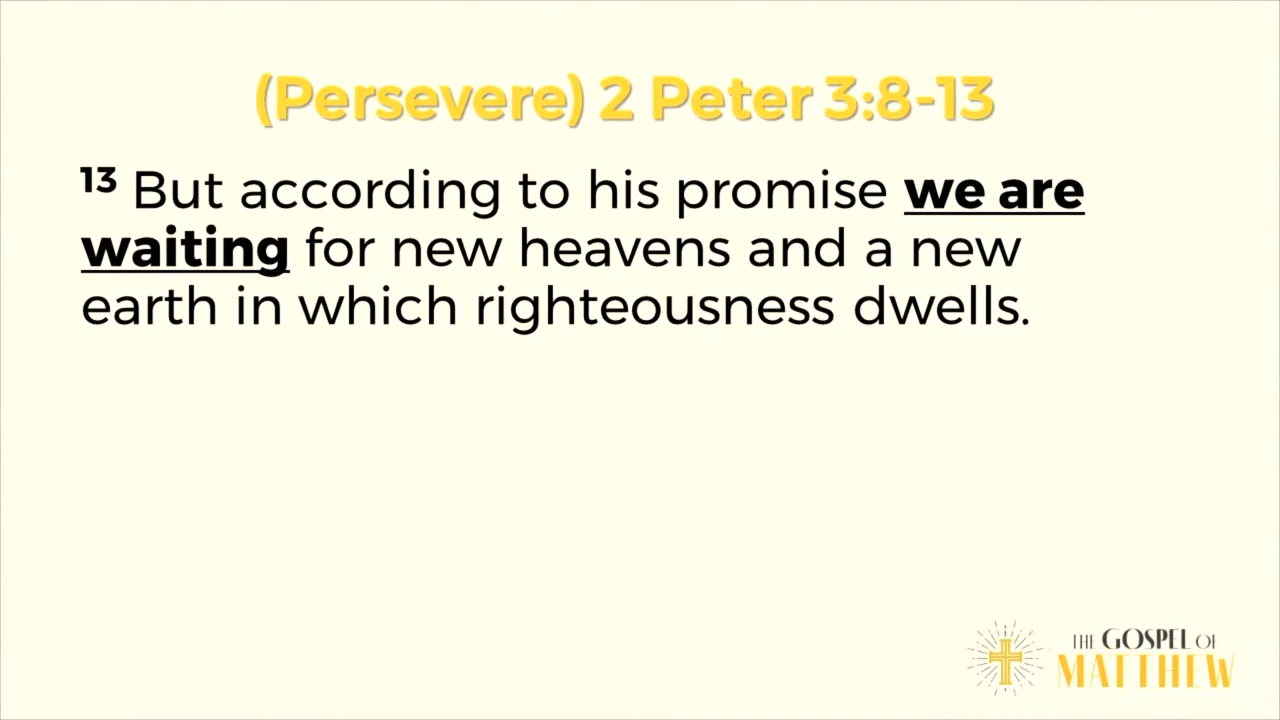 (Persevere) 2 Peter 3:8-13
13 But according to his promise we are
waiting for new heavens and a new
earth in which righteousness dwells.
THE GOSPEL OF
MATTHEW